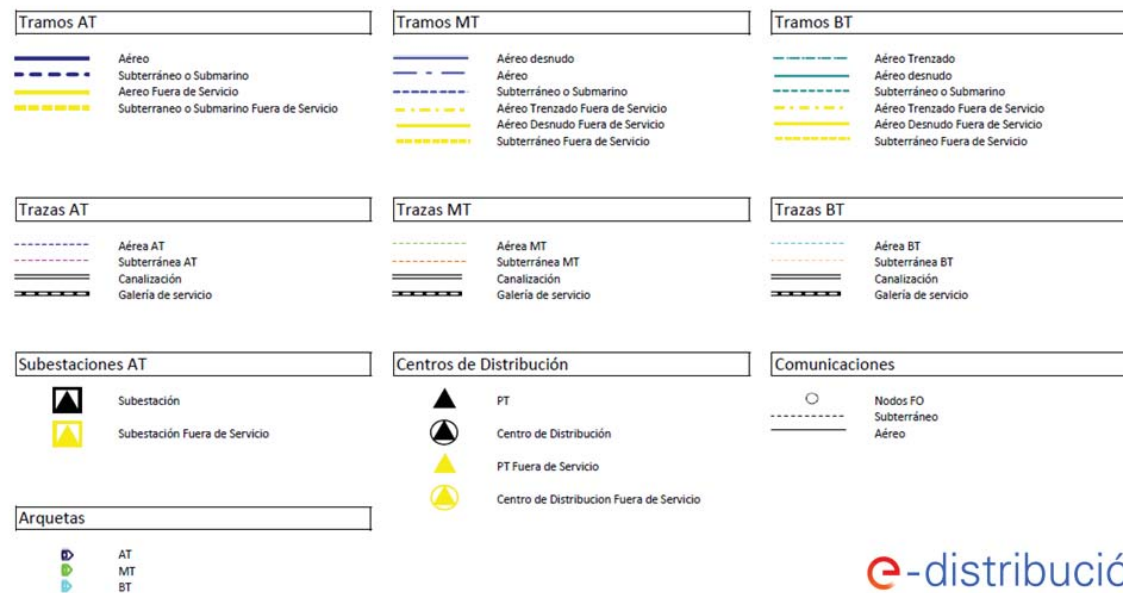 Tramos AT
Aéreo
Subterráneo o Submarino
Aereo Fuera de Servicio
Subterraneo o Submarino Fuera de Servicio
Tramos MT
Aéreo desnudo
Aéreo
Subterráneo o Submarino
Aéreo Trenzado Fuera de Servicio
Aéreo Desnudo Fuera de Servicio
Subterráneo Fuera de Servicio
Tramos BT
Aéreo Trenzado
Aéreo desnudo
Subterráneo o Submarino
Aéreo Trenzado Fuera de Servicio
Aéreo Desnudo Fuera de Servicio
Subterráneo Fuera de Servicio
Trazas AT
Aérea AT
Subterránea AT
Canalización
Galería de servicio
Trazas MT
Aérea MT
Subterránea MT
Canalización
Galería de servicio
Trazas BT
Aérea BT
Subterránea BT
Canalización
Galería de servicio
Subestaciones AT
Subestación
Subestación Fuera de Servicio
Centros de Distribución
PT
Centro de Distribución
PT Fuera de Servicio
Centro de Distribucion Fuera de Servicio
Comunicaciones
Nodos FO
Subterráneo
Aéreo
Arquetas
AT
MT
BT
e-distribució